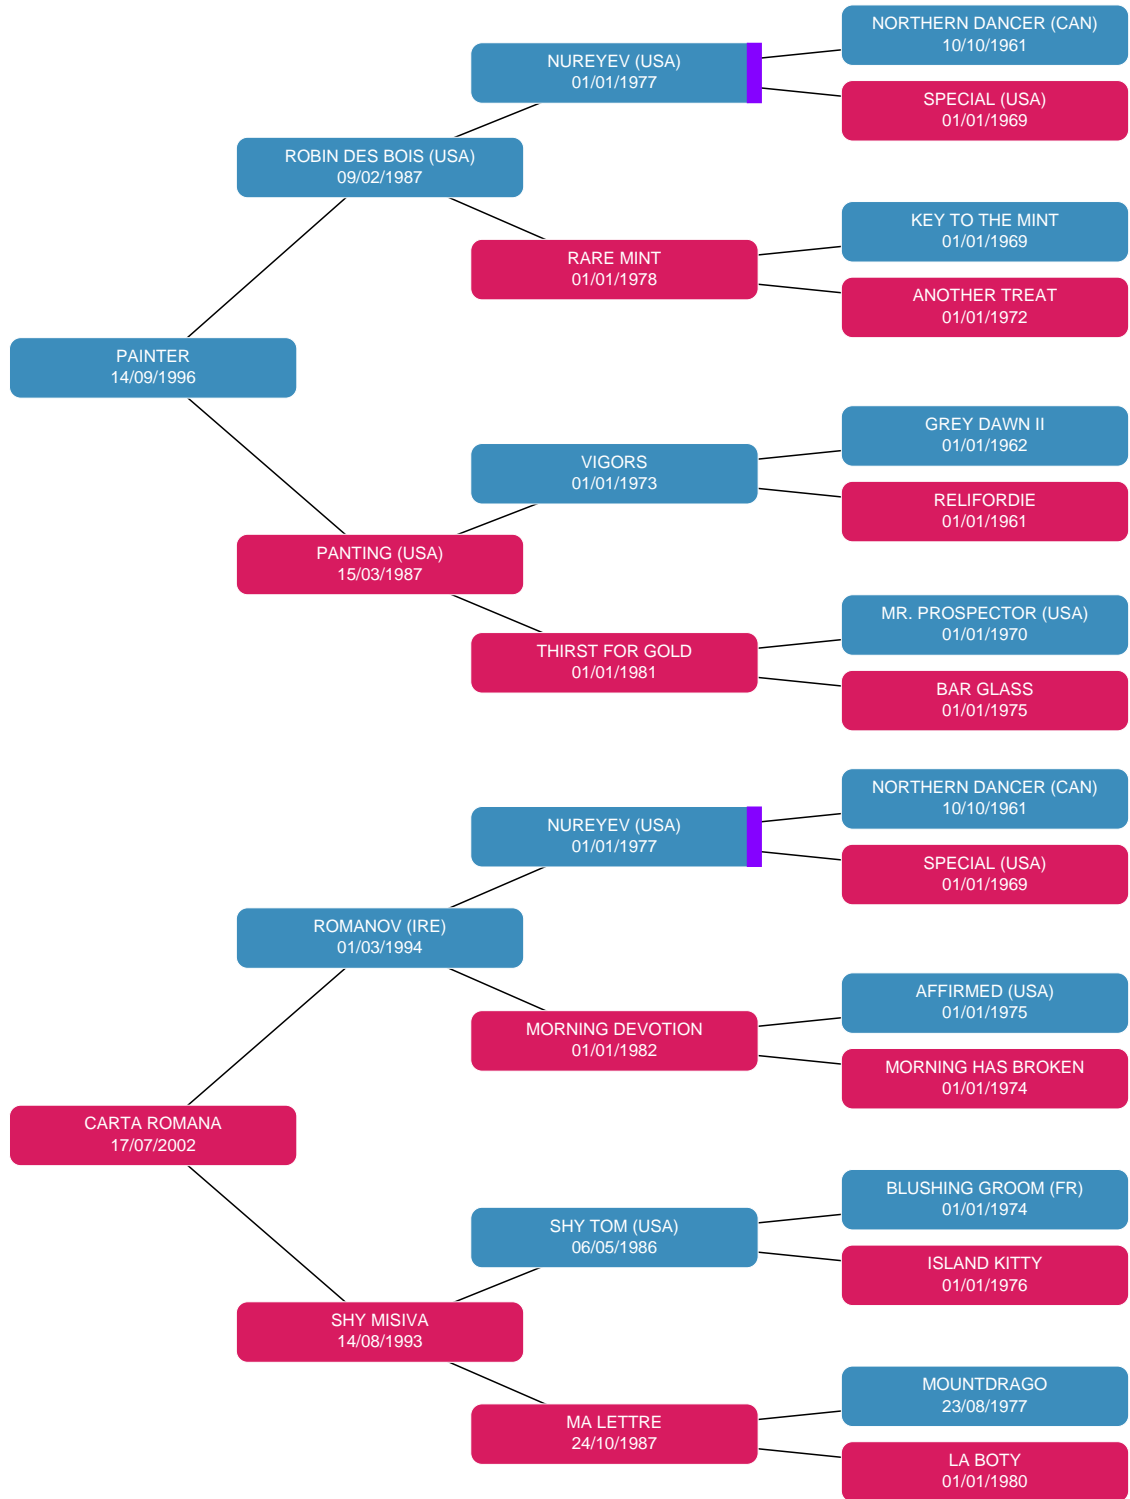 NORTHERN DANCER (CAN)
10/10/1961
NUREYEV (USA)
01/01/1977
SPECIAL (USA)
01/01/1969
ROBIN DES BOIS (USA)
09/02/1987
KEY TO THE MINT
01/01/1969
RARE MINT
01/01/1978
ANOTHER TREAT
01/01/1972
PAINTER
14/09/1996
GREY DAWN II
01/01/1962
VIGORS
01/01/1973
RELIFORDIE
01/01/1961
PANTING (USA)
15/03/1987
MR. PROSPECTOR (USA)
01/01/1970
THIRST FOR GOLD
01/01/1981
BAR GLASS
01/01/1975
NORTHERN DANCER (CAN)
10/10/1961
NUREYEV (USA)
01/01/1977
SPECIAL (USA)
01/01/1969
ROMANOV (IRE)
01/03/1994
AFFIRMED (USA)
01/01/1975
MORNING DEVOTION
01/01/1982
MORNING HAS BROKEN
01/01/1974
CARTA ROMANA
17/07/2002
BLUSHING GROOM (FR)
01/01/1974
SHY TOM (USA)
06/05/1986
ISLAND KITTY
01/01/1976
SHY MISIVA
14/08/1993
MOUNTDRAGO
23/08/1977
MA LETTRE
24/10/1987
LA BOTY
01/01/1980